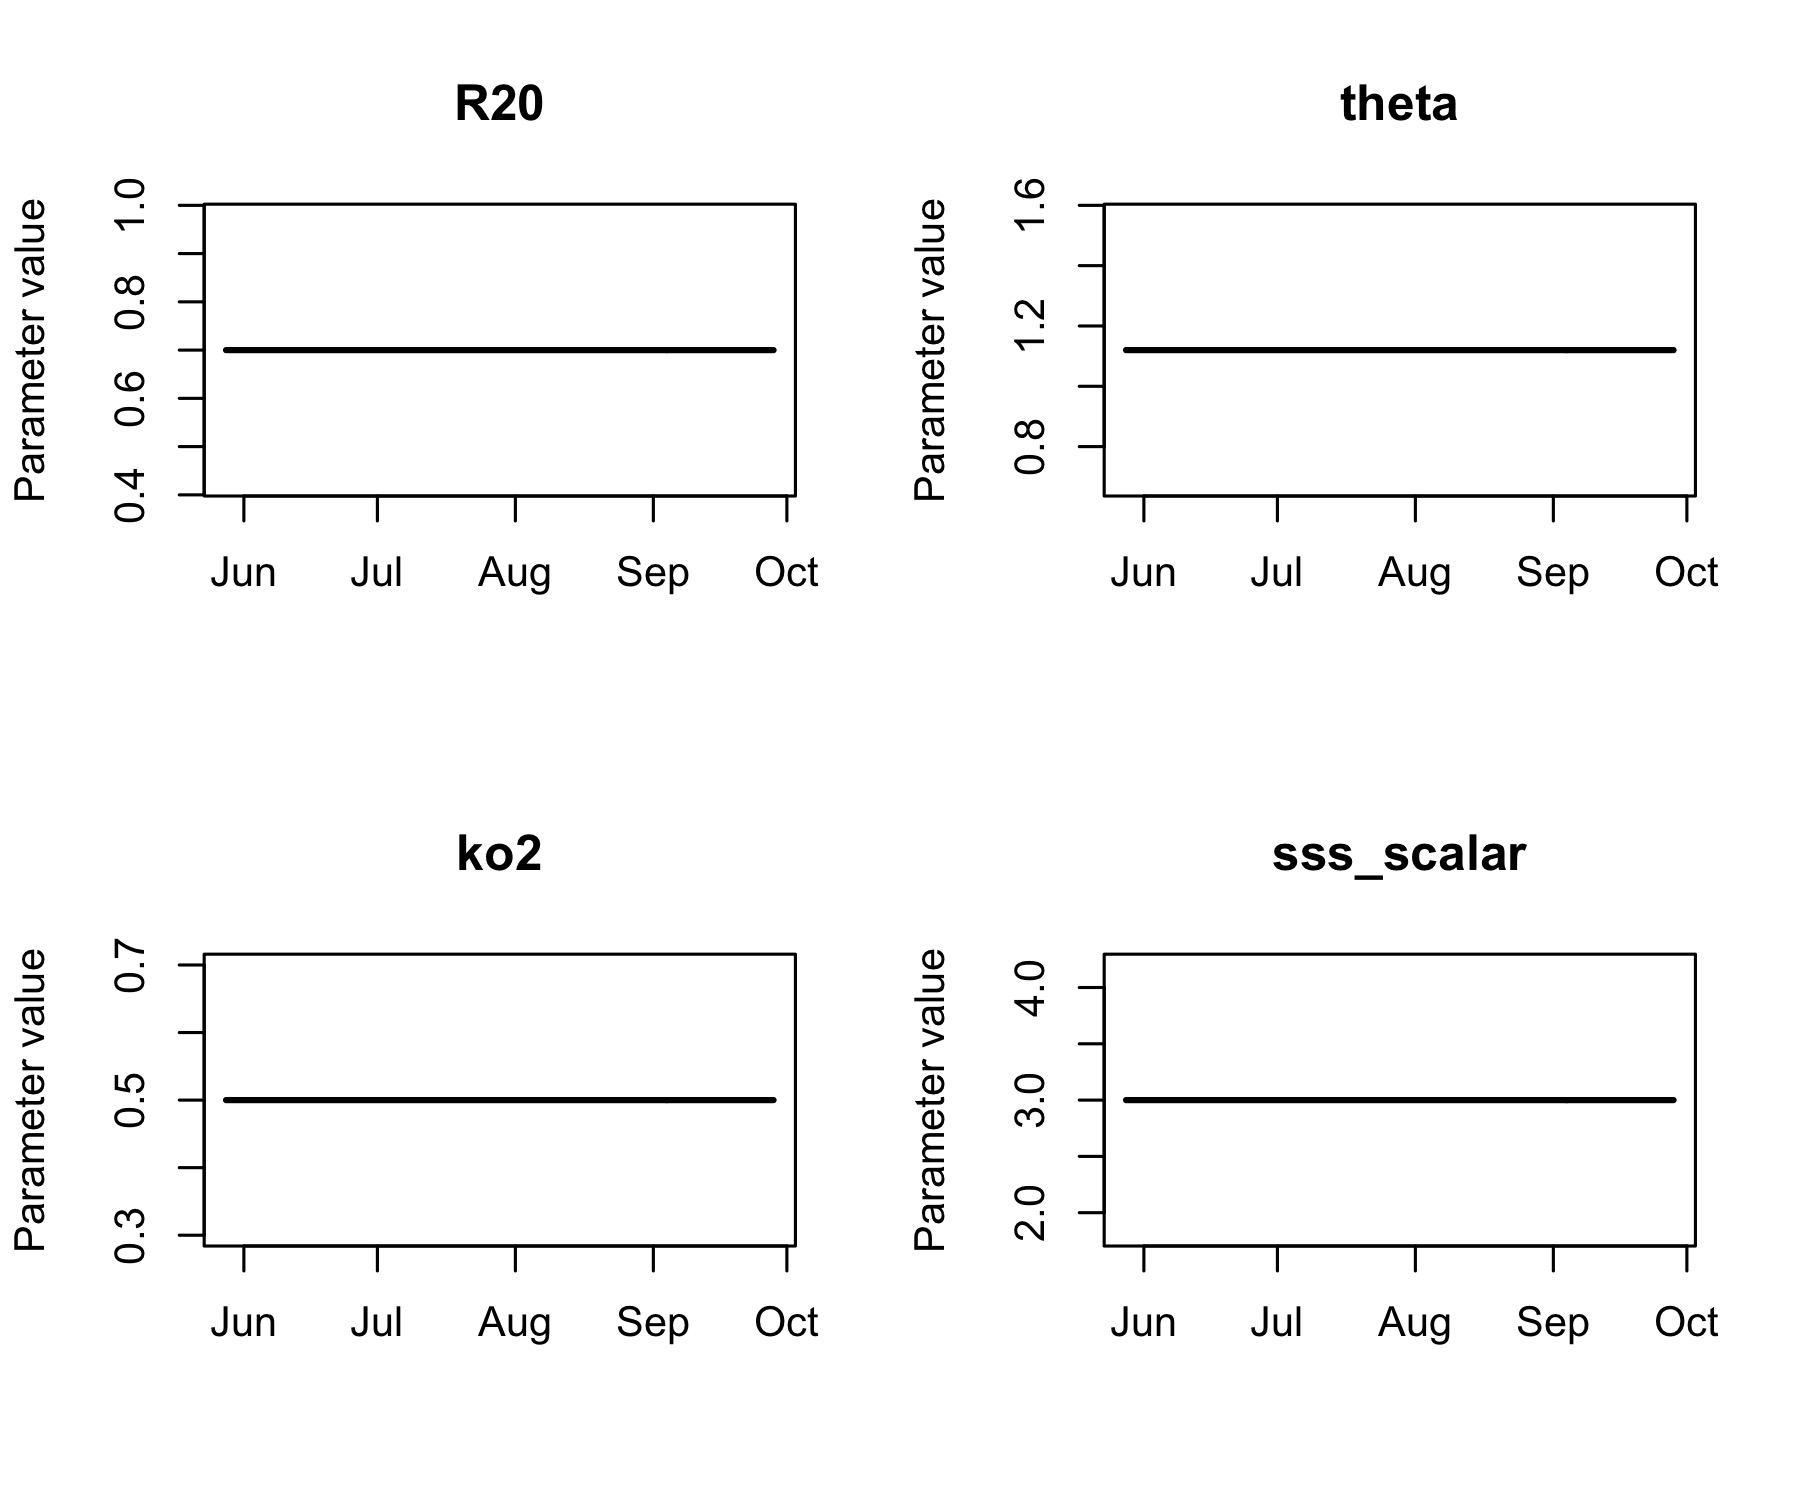 R20
Parameter value
1.0
0.8
0.6
0.4
Jun Jul Aug Sep Oct
theta
Parameter value
1.6
1.2
0.8
Jun Jul Aug Sep Oct
ko2
Parameter value
0.7
0.5
0.3
Jun Jul Aug Sep Oct
sss_scalar
Parameter value
4.0
3.0
2.0
Jun Jul Aug Sep Oct